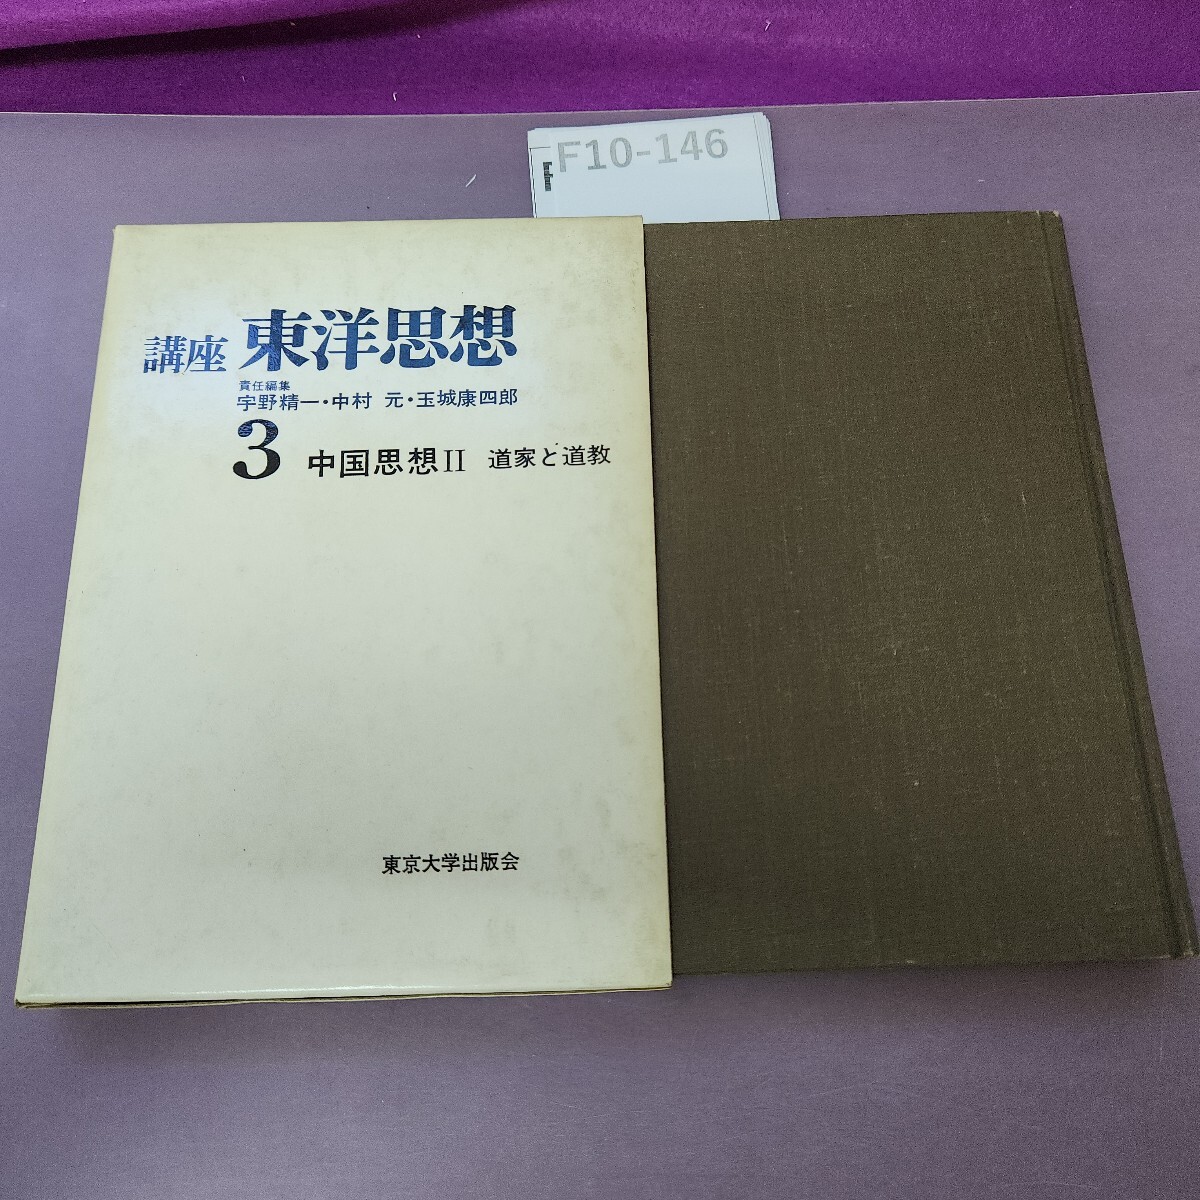 F10-146
講座 東洋思想
責任編集
宇野精一・中村 元・玉城康四郎
3 中国思想II 道家と道教
東京大学出版会